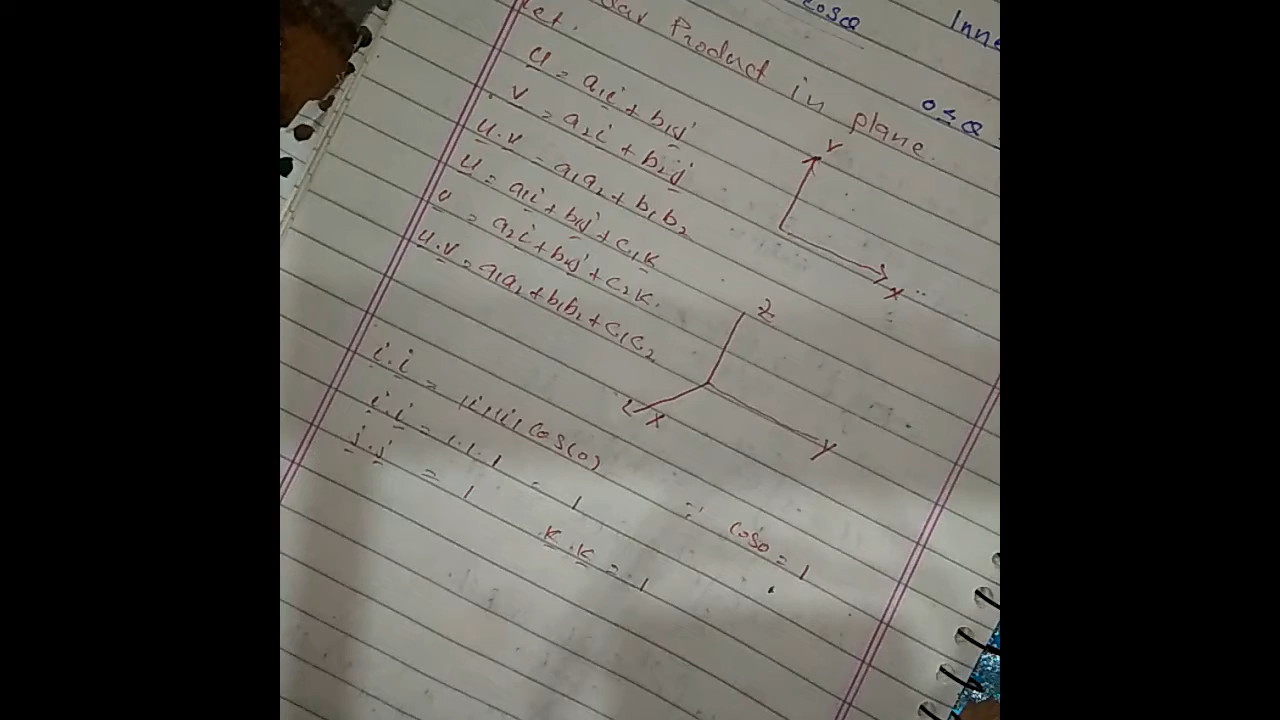 cosθ Inne
Product in plane.
0 ≤ θ
let.
u = a₁i + b₁j
v = a₂i + b₂j
u.v = a₁a₂ + b₁b₂
u = a₁i + b₁j + c₁k
v = a₂i + b₂j + c₂k.
u.v = a₁a₂ + b₁b₂ + c₁c₂
Y
X
Z
X
Y
i.i = |i| |i| cos(0)
i.i = 1.1.1 = 1
∵ cos0 = 1
j.j = 1
k.k = 1